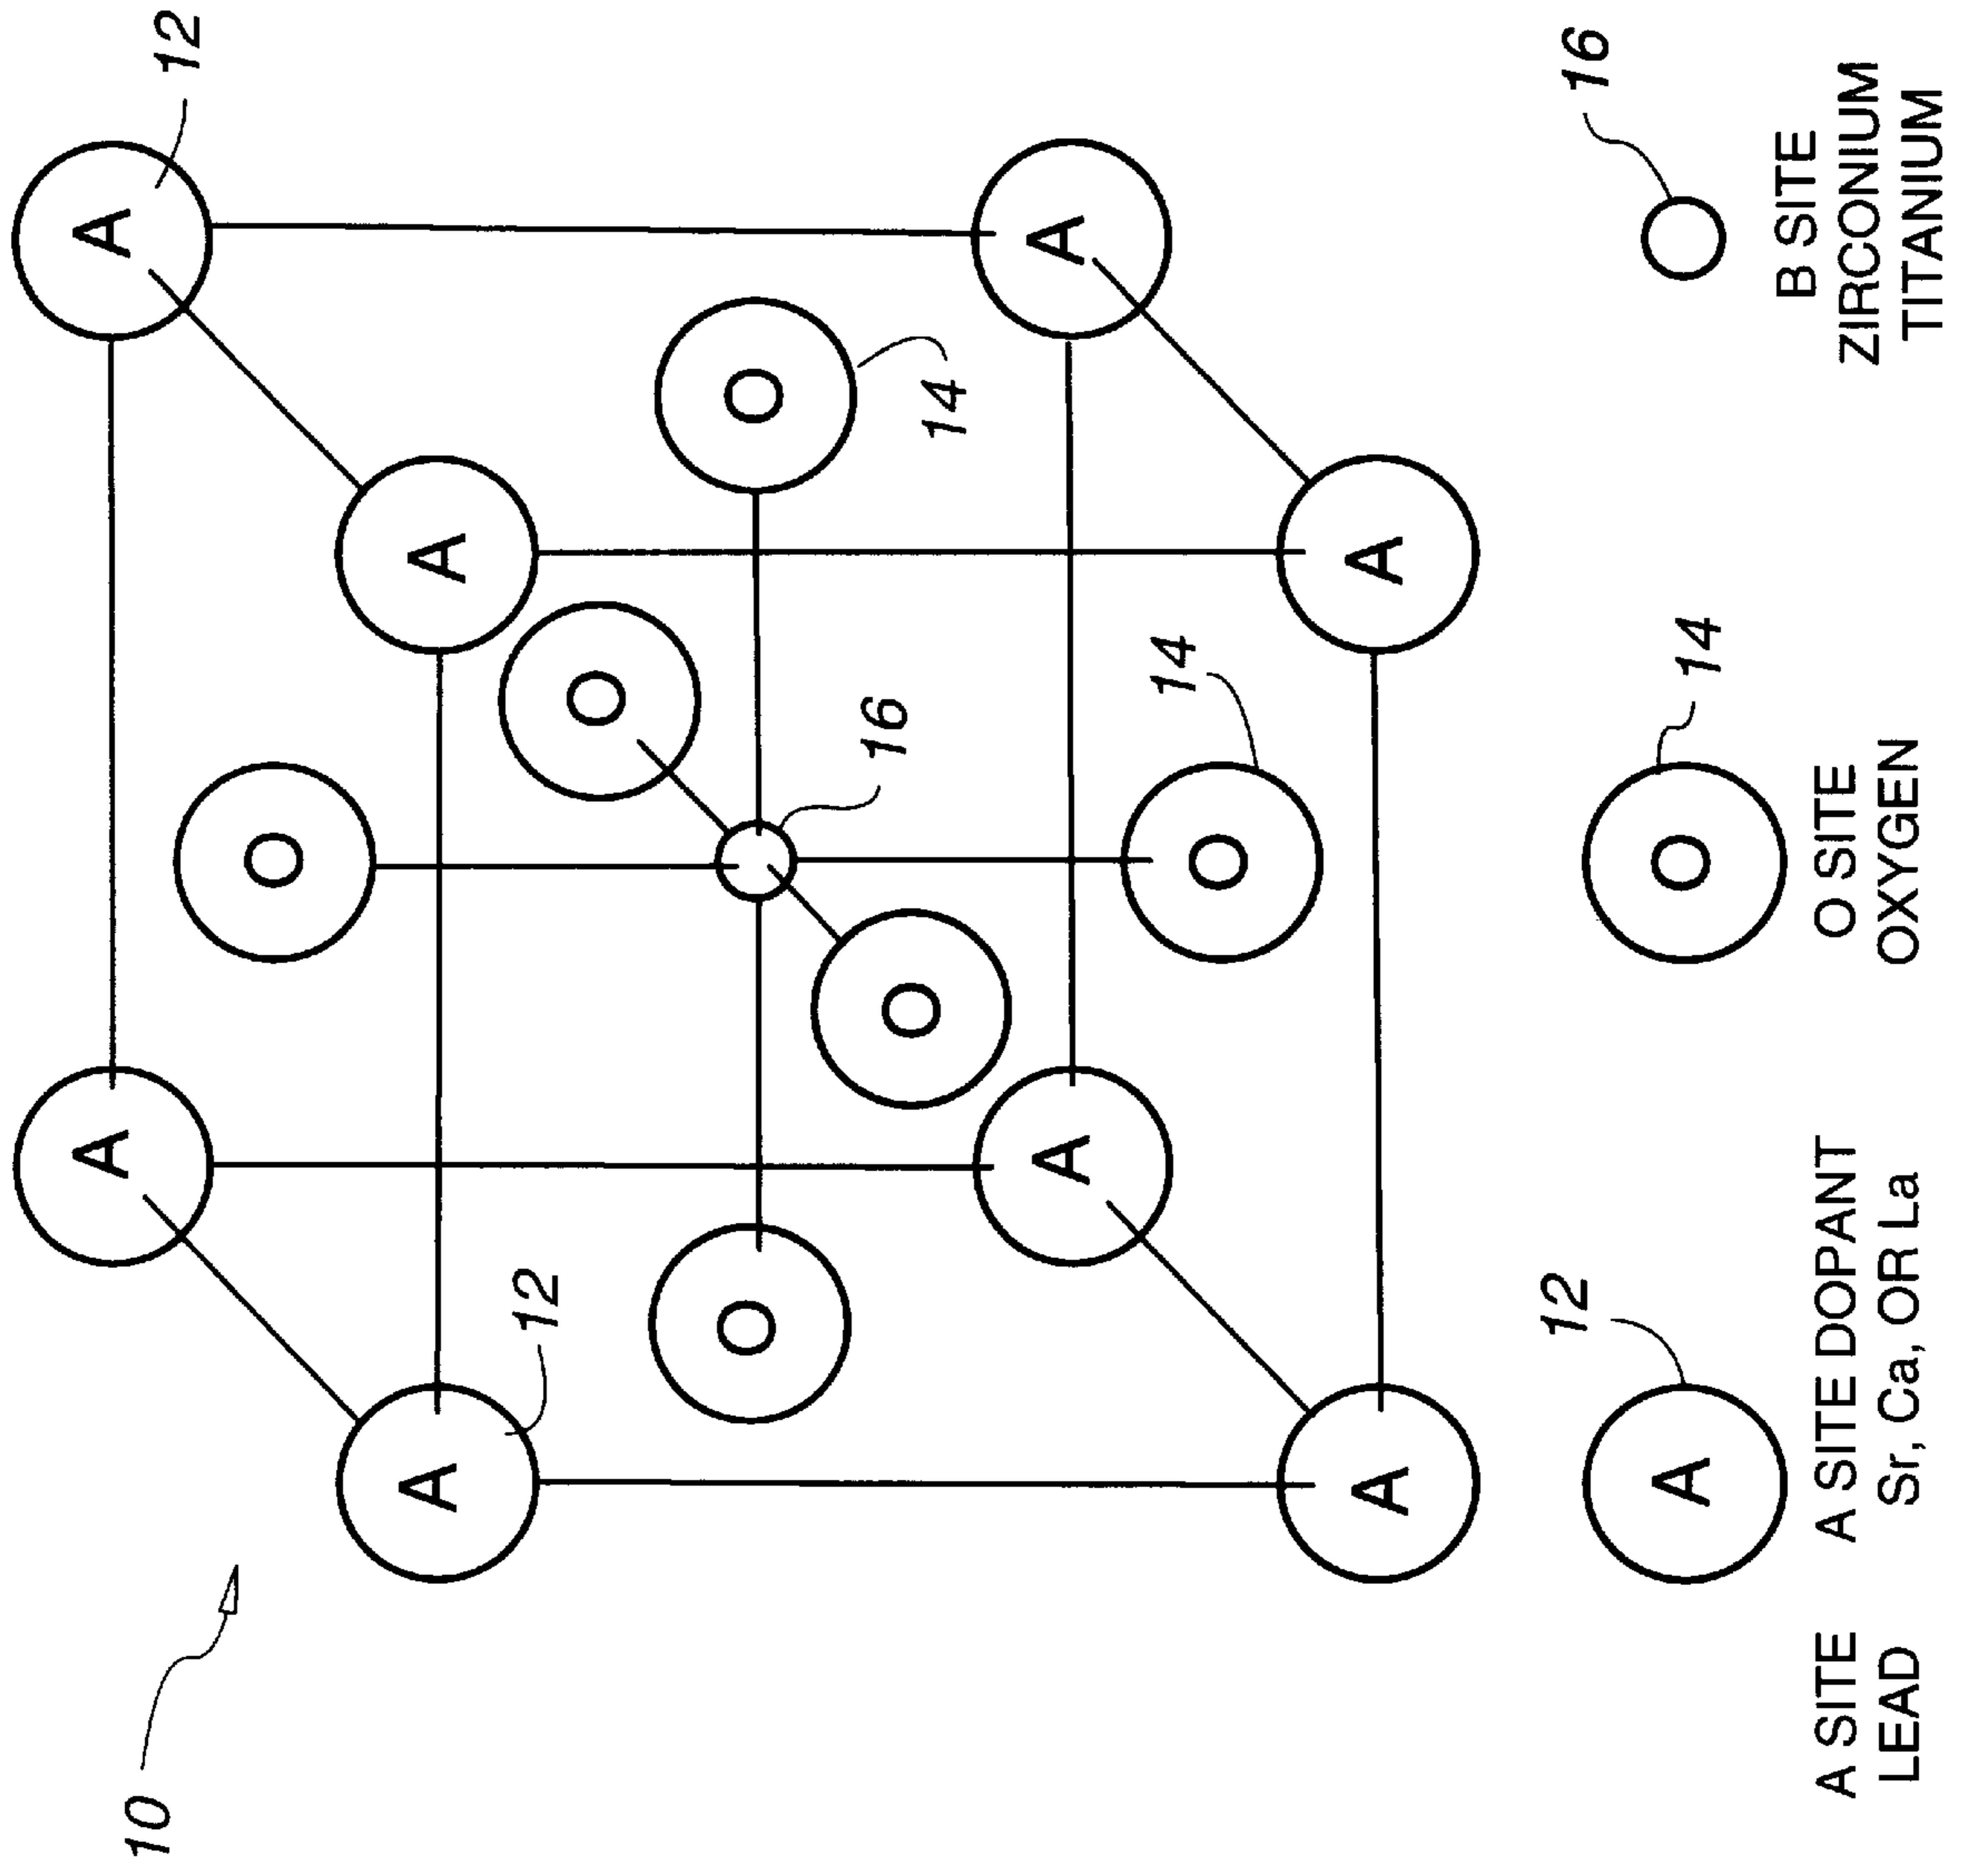 A A
10 12
O
A A
12
O
O O
16
O 14
A A
14
O
A A
12 16
A O 14
A SITE A SITE DOPANT O SITE B SITE
LEAD Sr, Ca, OR La OXYGEN ZIRCONIUM
TITANIUM